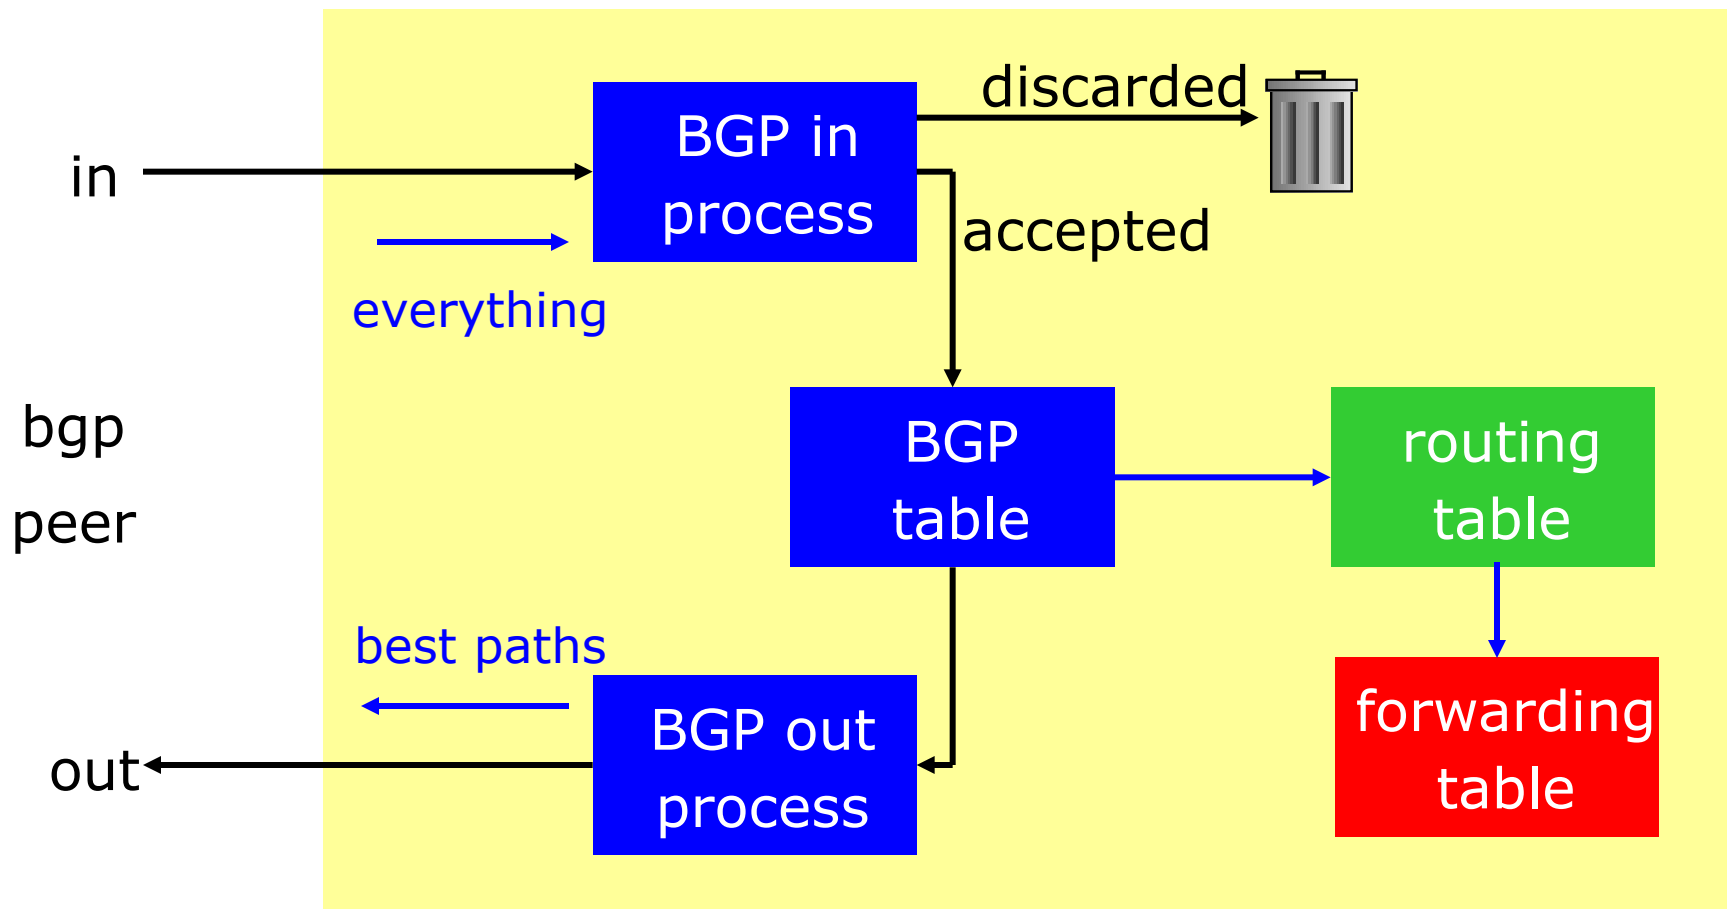 discarded
BGP in
process
in
accepted
everything
bgp
peer
BGP
table
routing
table
best paths
BGP out
process
out
forwarding
table